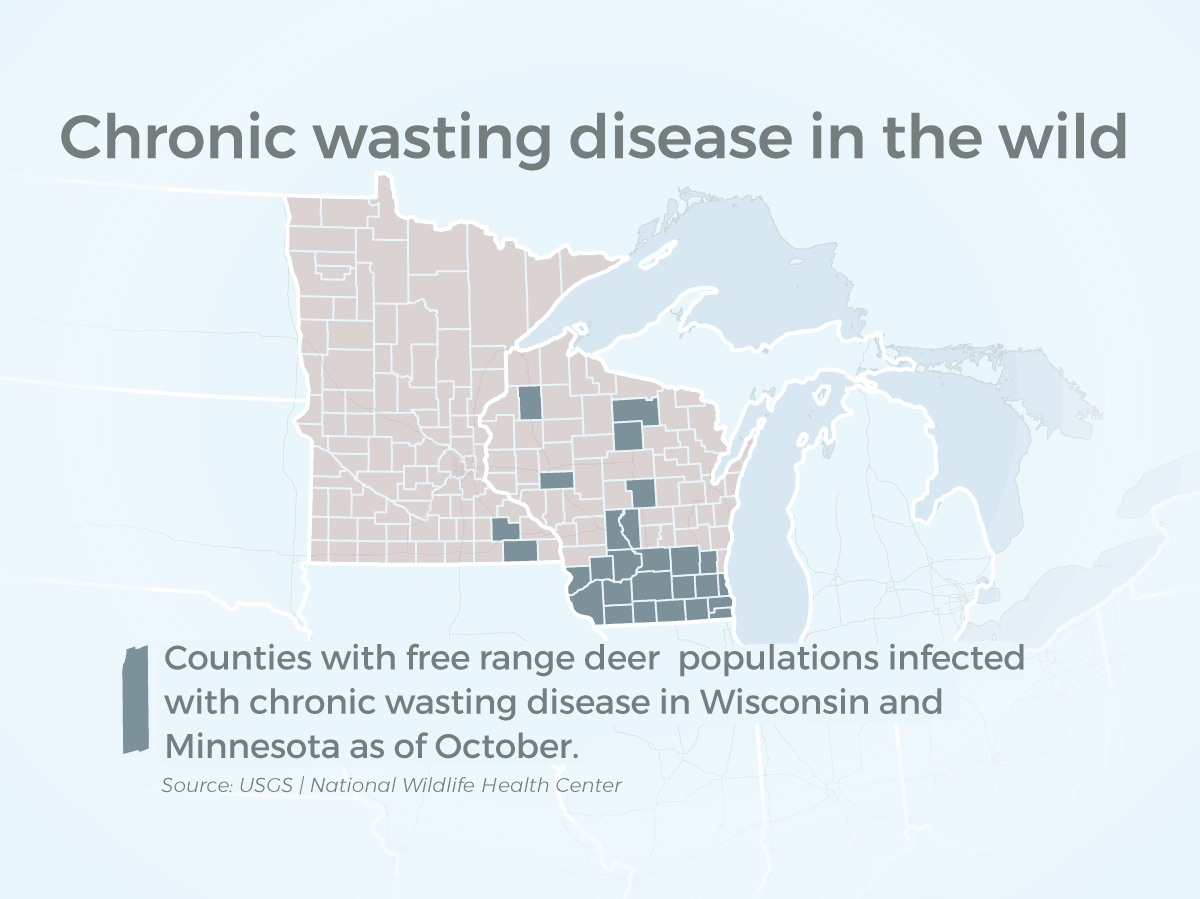 Chronic wasting disease in the wild
Counties with free range deer  populations infected
with chronic wasting disease in Wisconsin and
Minnesota as of October.
Source: USGS | National Wildlife Health Center